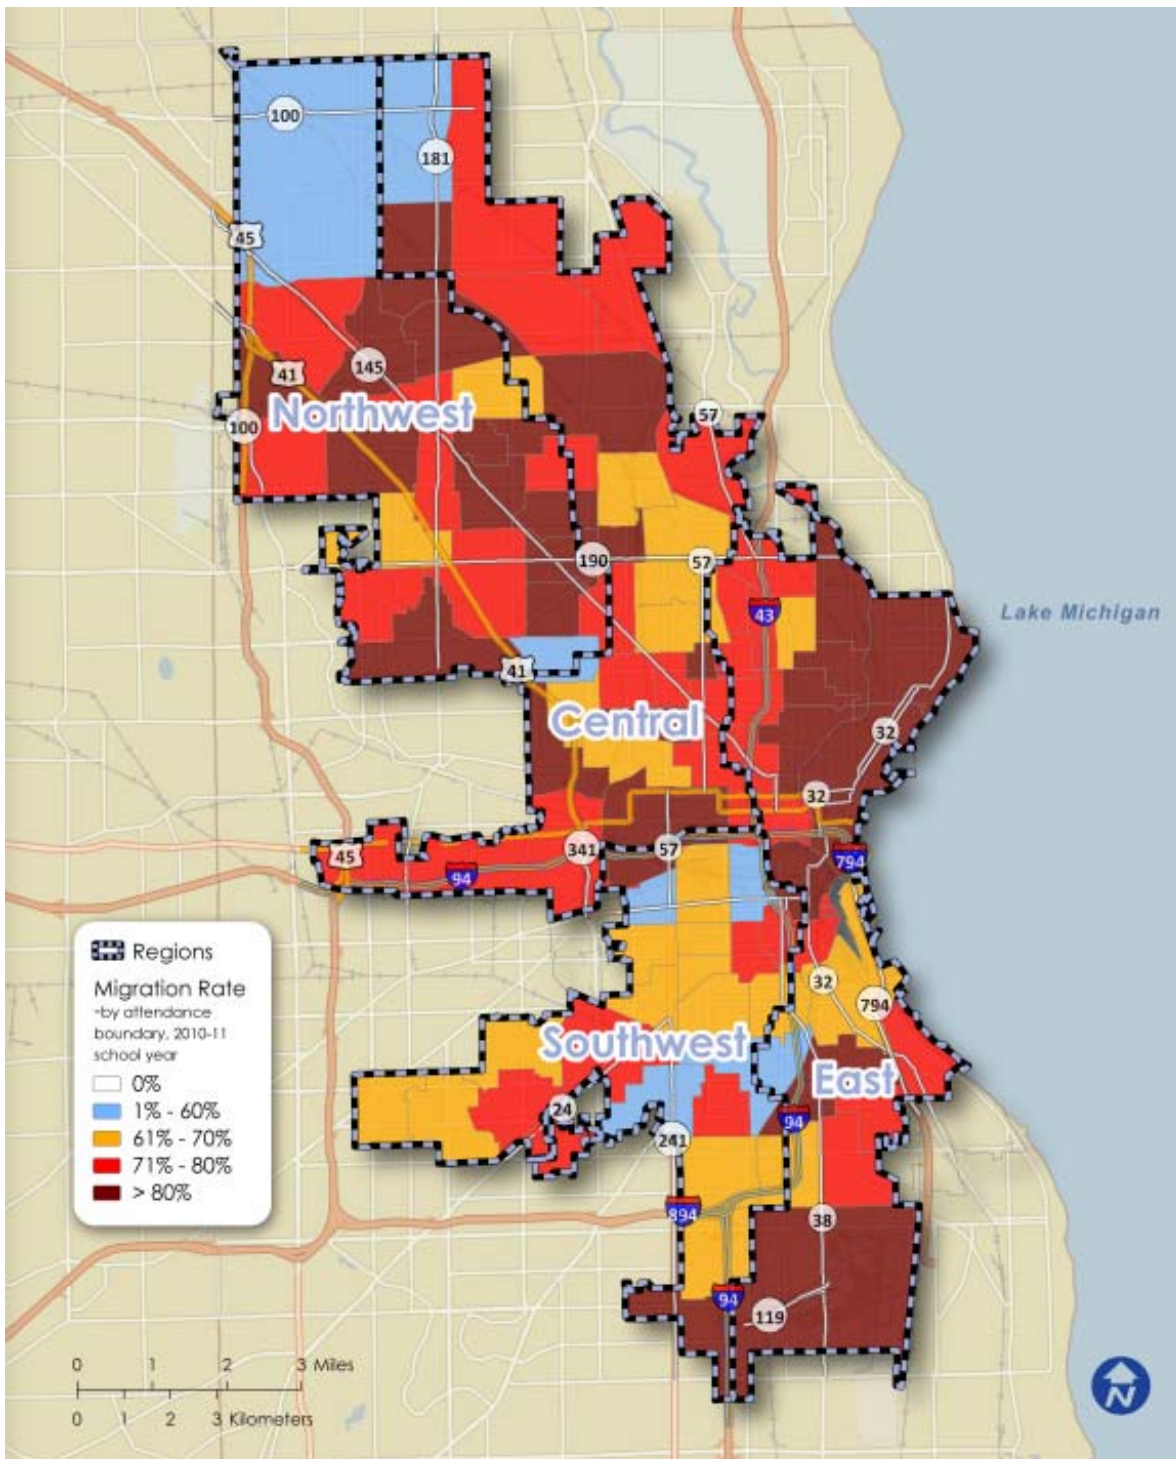 100
181
45
145
41
Northwest
100
57
190
57
43
Lake Michigan
41
Central
32
32
45
94
341
57
794
Regions
Migration Rate
-by attendance
boundary, 2010-11
school year
0%
1% - 60%
61% - 70%
71% - 80%
> 80%
32
794
Southwest
East
24
94
241
894
38
94
119
0 1 2 3 Miles
0 1 2 3 Kilometers
N